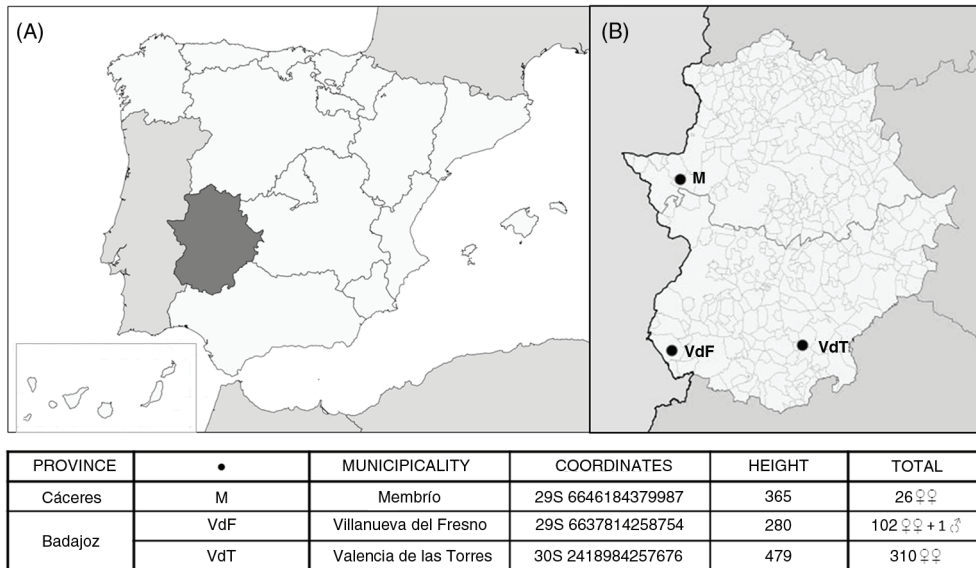 (A)
(B)
M
VdF
VdT
PROVINCE ● MUNICIPICALITY COORDINATES HEIGHT TOTAL
Cáceres M Membrío 29S 6646184379987 365 26 ♀♀
Badajoz VdF Villanueva del Fresno 29S 6637814258754 280 102 ♀♀ + 1 ♂
VdT Valencia de las Torres 30S 2418984257676 479 310 ♀♀